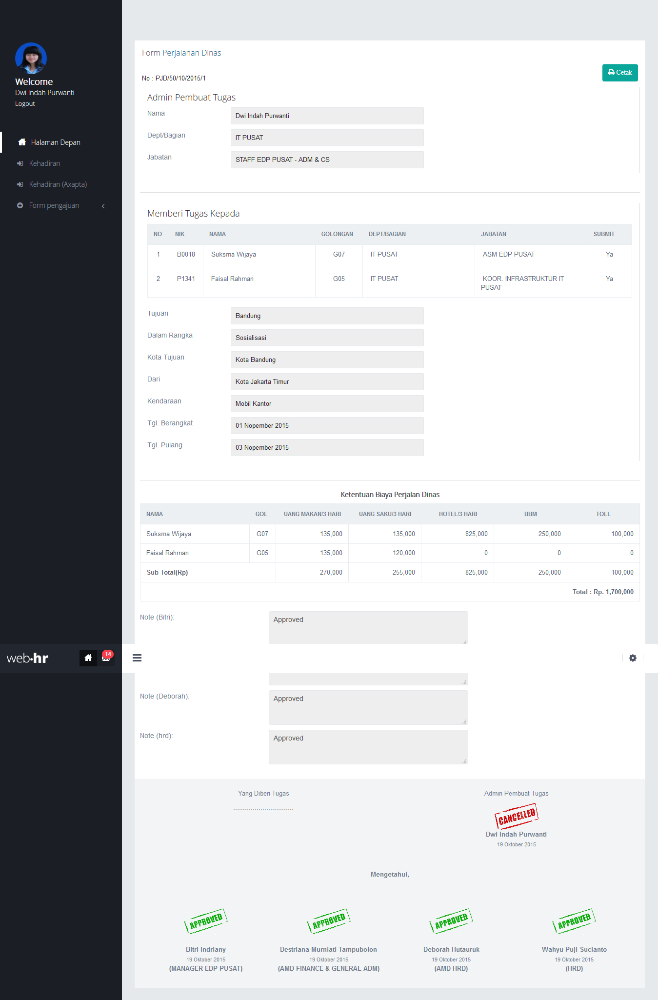 Welcome
Dwi Indah Purwanti
Logout
Halaman Depan
Kehadiran
Kehadiran (Axapta)
Form pengajuan
Form Perjalanan Dinas
No : PJD/50/10/2015/1
Cetak
Admin Pembuat Tugas
Nama Dwi Indah Purwanti
Dept/Bagian IT PUSAT
Jabatan STAFF EDP PUSAT - ADM & CS
Memberi Tugas Kepada
NO NIK NAMA GOLONGAN DEPT/BAGIAN JABATAN SUBMIT
1 B0018 Suksma Wijaya G07 IT PUSAT ASM EDP PUSAT Ya
2 P1341 Faisal Rahman G05 IT PUSAT KOOR. INFRASTRUKTUR IT Ya
PUSAT
Tujuan Bandung
Dalam Rangka Sosialisasi
Kota Tujuan Kota Bandung
Dari Kota Jakarta Timur
Kendaraan Mobil Kantor
Tgl. Berangkat 01 Nopember 2015
Tgl. Pulang 03 Nopember 2015
Ketentuan Biaya Perjalan Dinas
NAMA GOL UANG MAKAN/3 HARI UANG SAKU/3 HARI HOTEL/3 HARI BBM TOLL
Suksma Wijaya G07 135,000 135,000 825,000 250,000 100,000
Faisal Rahman G05 135,000 120,000 0 0 0
Sub Total(Rp) 270,000 255,000 825,000 250,000 100,000
Total : Rp. 1,700,000
Note (Bitri): Approved
web·hr 14
Note (Deborah): Approved
Note (hrd): Approved
Yang Diberi Tugas Admin Pembuat Tugas
CANCELLED
Dwi Indah Purwanti
19 Oktober 2015
Mengetahui,
APPROVED APPROVED APPROVED APPROVED
Bitri Indriany Destriana Murniati Tampubolon Deborah Hutauruk Wahyu Puji Sucianto
19 Oktober 2015 19 Oktober 2015 19 Oktober 2015 19 Oktober 2015
(MANAGER EDP PUSAT) (AMD FINANCE & GENERAL ADM) (AMD HRD) (HRD)